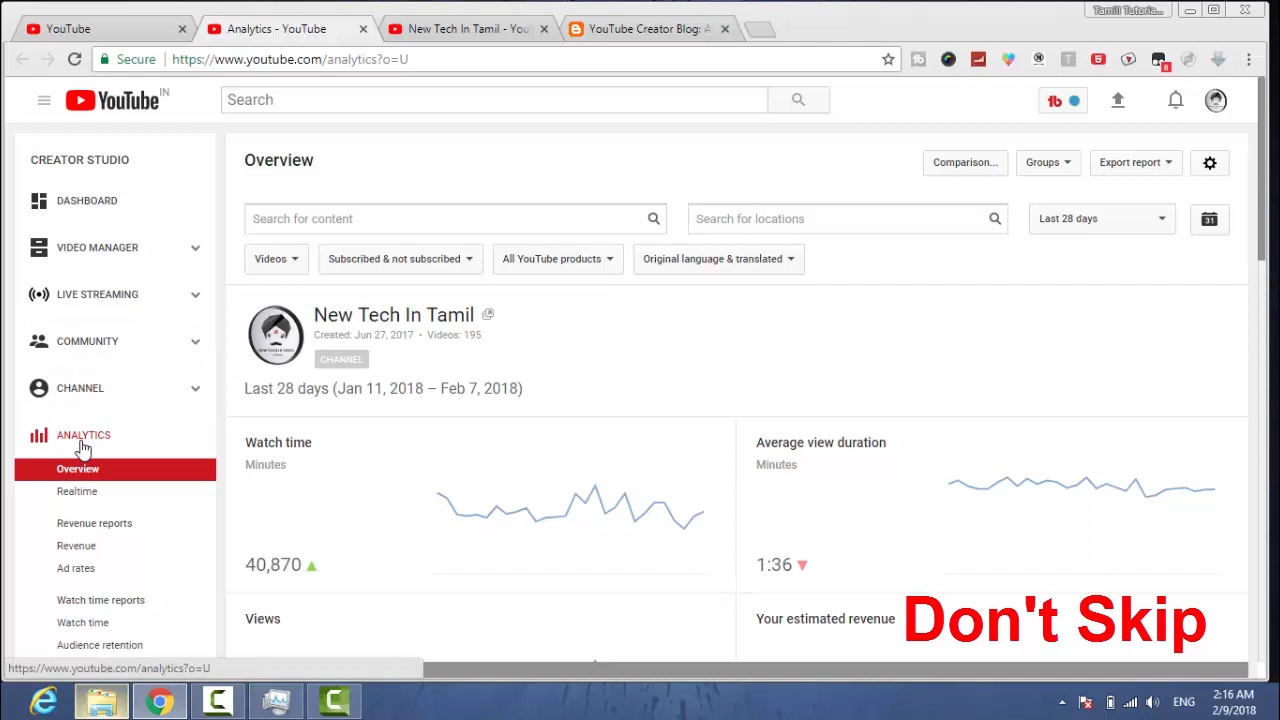 Tamill Tutoria...
YouTube
Analytics - YouTube
New Tech In Tamil - You
YouTube Creator Blog: A
Secure
https://www.youtube.com/analytics?o=U
YouTube IN
Search
CREATOR STUDIO
DASHBOARD
VIDEO MANAGER
LIVE STREAMING
COMMUNITY
CHANNEL
ANALYTICS
Overview
Realtime
Revenue reports
Revenue
Ad rates
Watch time reports
Watch time
Audience retention
https://www.youtube.com/analytics?o=U
Overview
Comparison...
Groups
Export report
Search for content
Search for locations
Last 28 days
31
Videos
Subscribed & not subscribed
All YouTube products
Original language & translated
New Tech In Tamil
Created: Jun 27, 2017 • Videos: 195
CHANNEL
Last 28 days (Jan 11, 2018 – Feb 7, 2018)
Watch time
Minutes
40,870
Average view duration
Minutes
1:36
Views
Your estimated revenue
Don't Skip
ENG
2:16 AM
2/9/2018